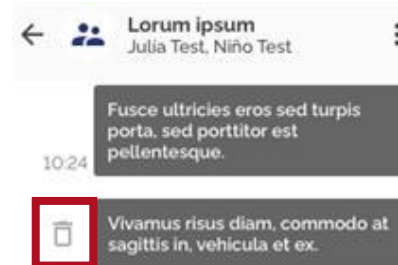 Lorum ipsum
Julia Test, Niño Test
Fusce ultricies eros sed turpis
porta, sed porttitor est
pellentesque.
10:24
Vivamus risus diam, commodo at
sagittis in, vehicula et ex.